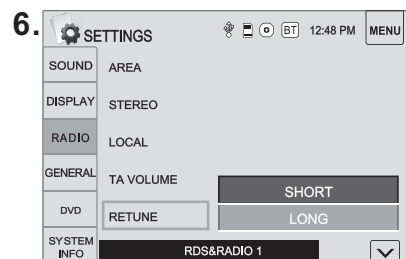 6.
SETTINGS BT 12:48 PM MENU
SOUND AREA
DISPLAY STEREO
RADIO LOCAL
GENERAL TA VOLUME
SHORT
DVD RETUNE LONG
SYSTEM
INFO
RDS&RADIO 1